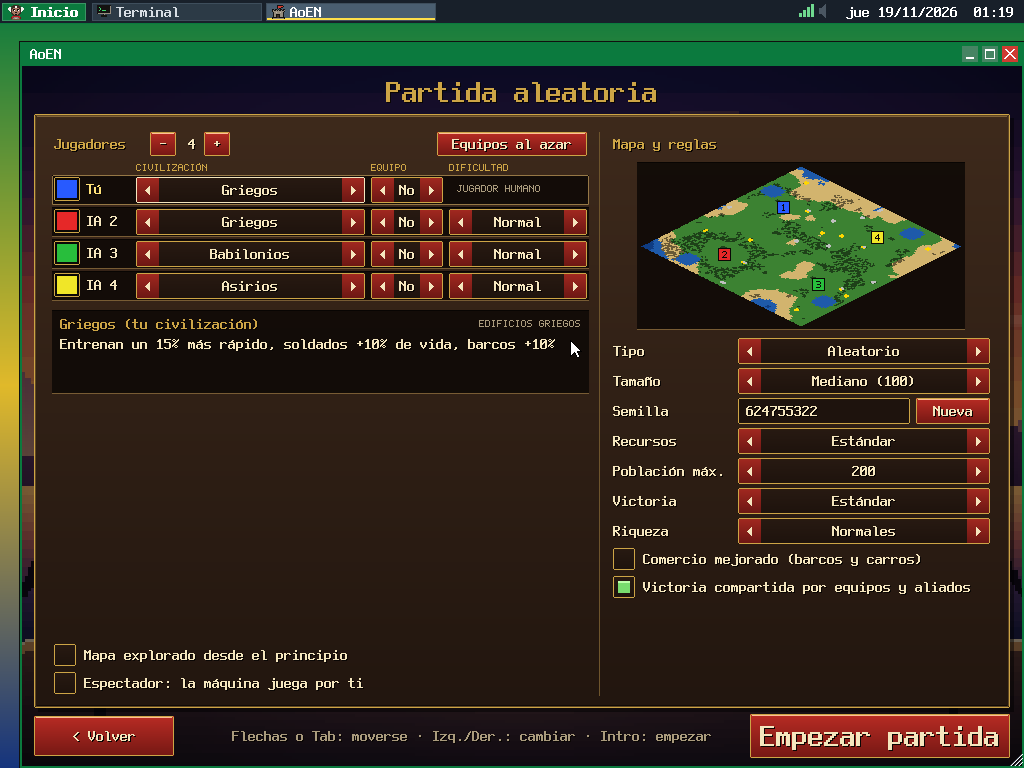 Inicio
Terminal
AoEN
jue 19/11/2026 01:19
AoEN
Partida aleatoria
Jugadores - 4 + Equipos al azar
CIVILIZACIÓN EQUIPO DIFICULTAD
Tú Griegos No JUGADOR HUMANO
IA 2 Griegos No Normal
IA 3 Babilonios No Normal
IA 4 Asirios No Normal
Griegos (tu civilización) EDIFICIOS GRIEGOS
Entrenan un 15% más rápido, soldados +10% de vida, barcos +10%
Mapa explorado desde el principio
Espectador: la máquina juega por ti
Mapa y reglas
1
4
2
3
Tipo Aleatorio
Tamaño Mediano (100)
Semilla 624755322 Nueva
Recursos Estándar
Población máx. 200
Victoria Estándar
Riqueza Normales
Comercio mejorado (barcos y carros)
Victoria compartida por equipos y aliados
< Volver
Flechas o Tab: moverse · Izq./Der.: cambiar · Intro: empezar
Empezar partida